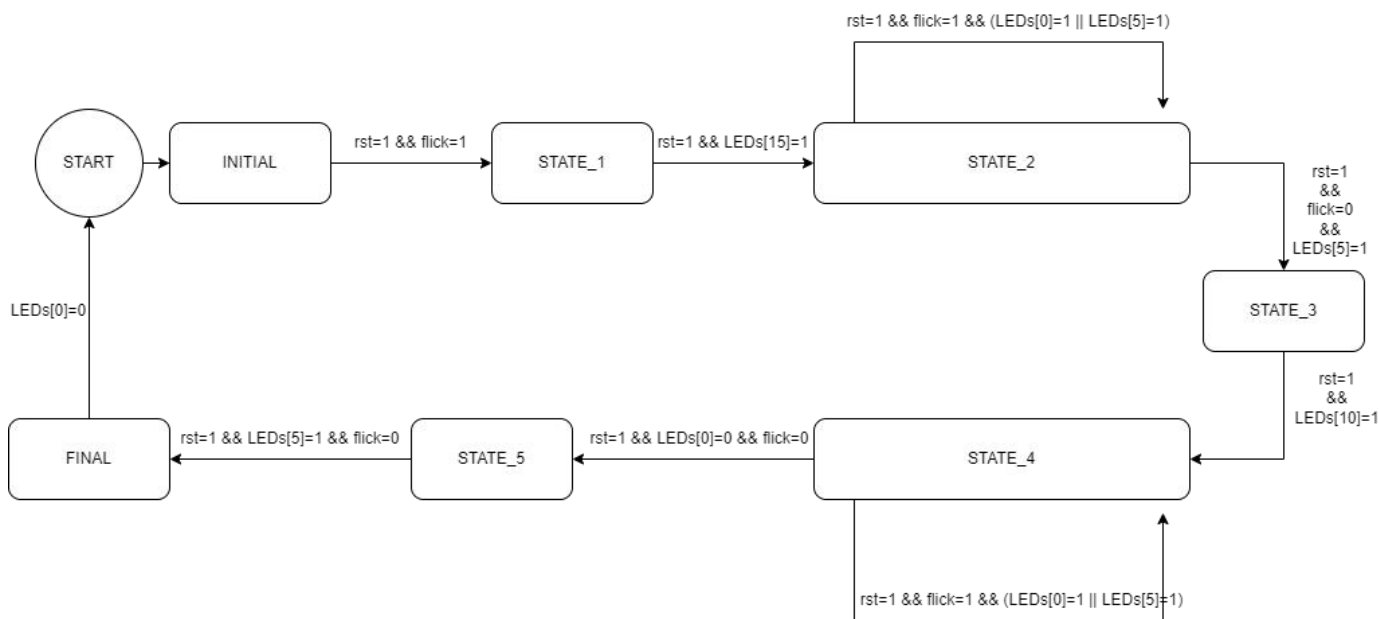 rst=1 && flick=1 && (LEDs[0]=1 || LEDs[5]=1)
START
INITIAL
rst=1 && flick=1
STATE_1
rst=1 && LEDs[15]=1
STATE_2
rst=1
&&
flick=0
&&
LEDs[5]=1
LEDs[0]=0
STATE_3
rst=1
&&
LEDs[10]=1
FINAL
rst=1 && LEDs[5]=1 && flick=0
STATE_5
rst=1 && LEDs[0]=0 && flick=0
STATE_4
rst=1 && flick=1 && (LEDs[0]=1 || LEDs[5]=1)